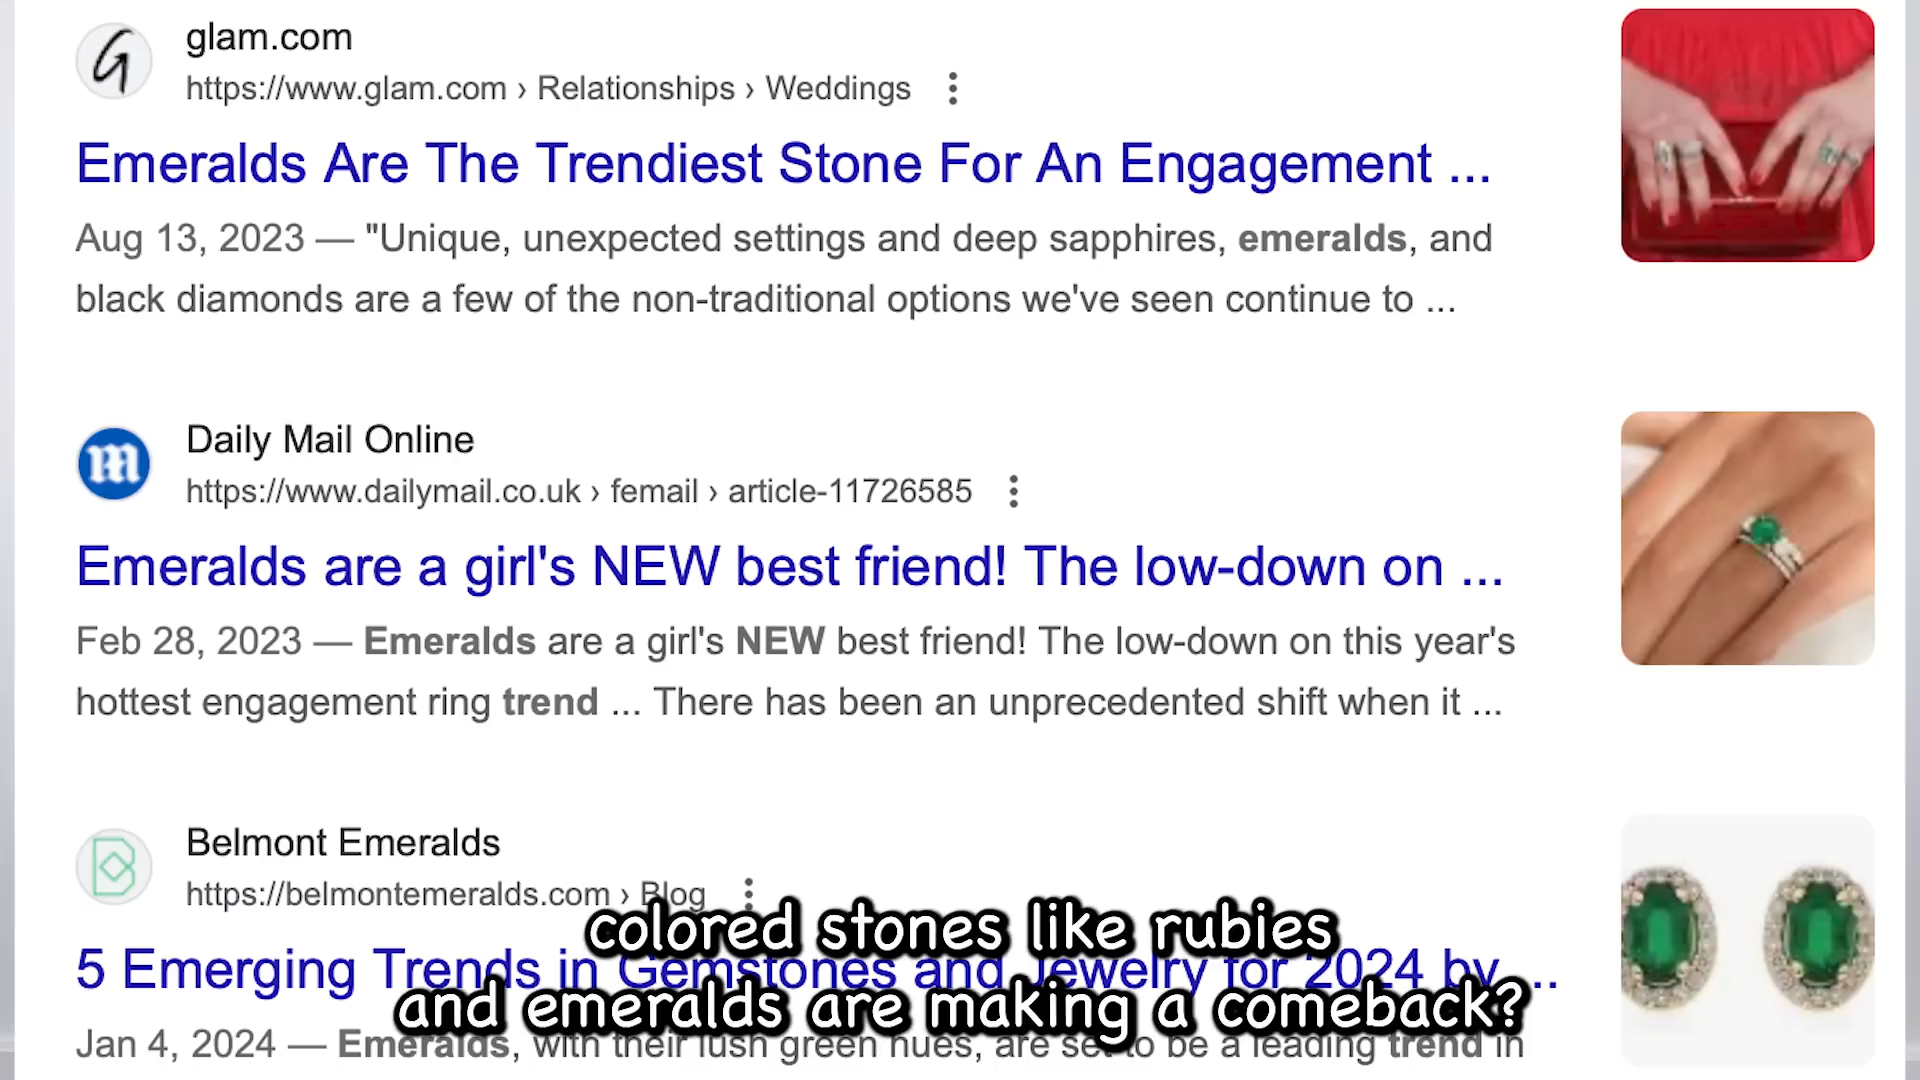 glam.com
https://www.glam.com › Relationships › Weddings
Emeralds Are The Trendiest Stone For An Engagement ...
Aug 13, 2023 — "Unique, unexpected settings and deep sapphires, emeralds, and
black diamonds are a few of the non-traditional options we've seen continue to ...
Daily Mail Online
https://www.dailymail.co.uk › femail › article-11726585
Emeralds are a girl's NEW best friend! The low-down on ...
Feb 28, 2023 — Emeralds are a girl's NEW best friend! The low-down on this year's
hottest engagement ring trend ... There has been an unprecedented shift when it ...
Belmont Emeralds
https://belmontemeralds.com › Blog
5 Emerging Trends in Gemstones and Jewelry for 2024 by ...
Jan 4, 2024 — Emeralds, with their lush green hues, are set to be a leading trend in
colored stones like rubies
and emeralds are making a comeback?